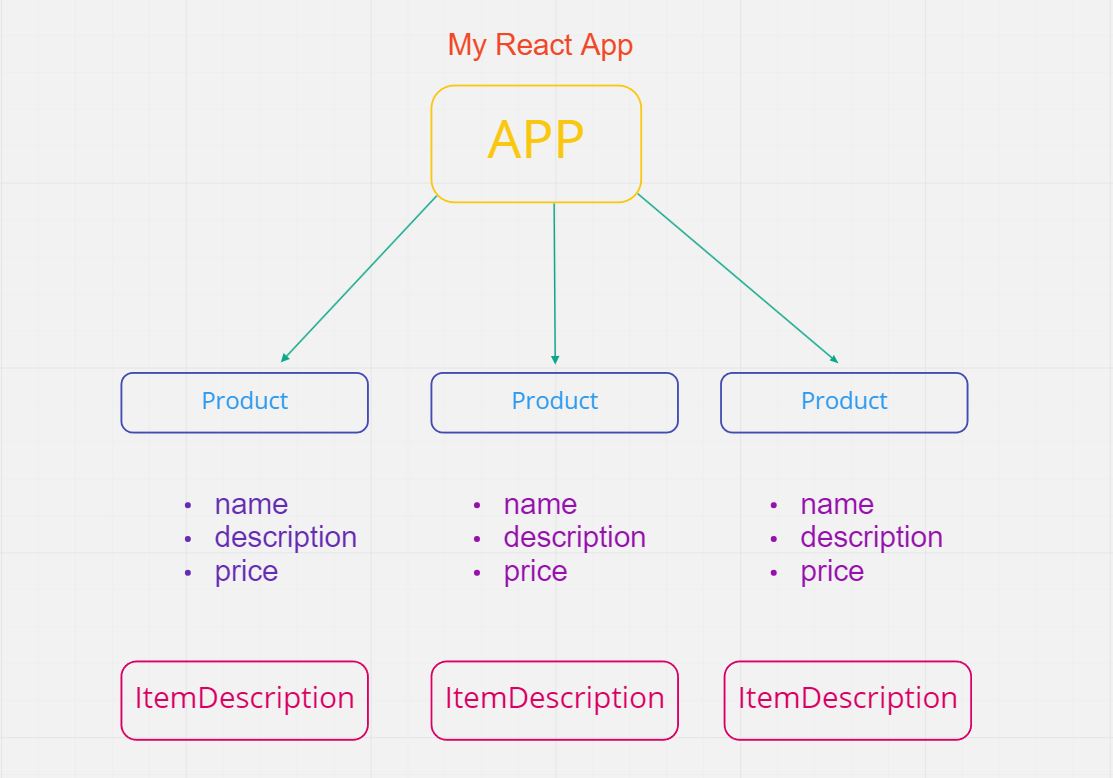 My React App
APP
Product
Product
Product
• name
• description
• price
• name
• description
• price
• name
• description
• price
ItemDescription
ItemDescription
ItemDescription